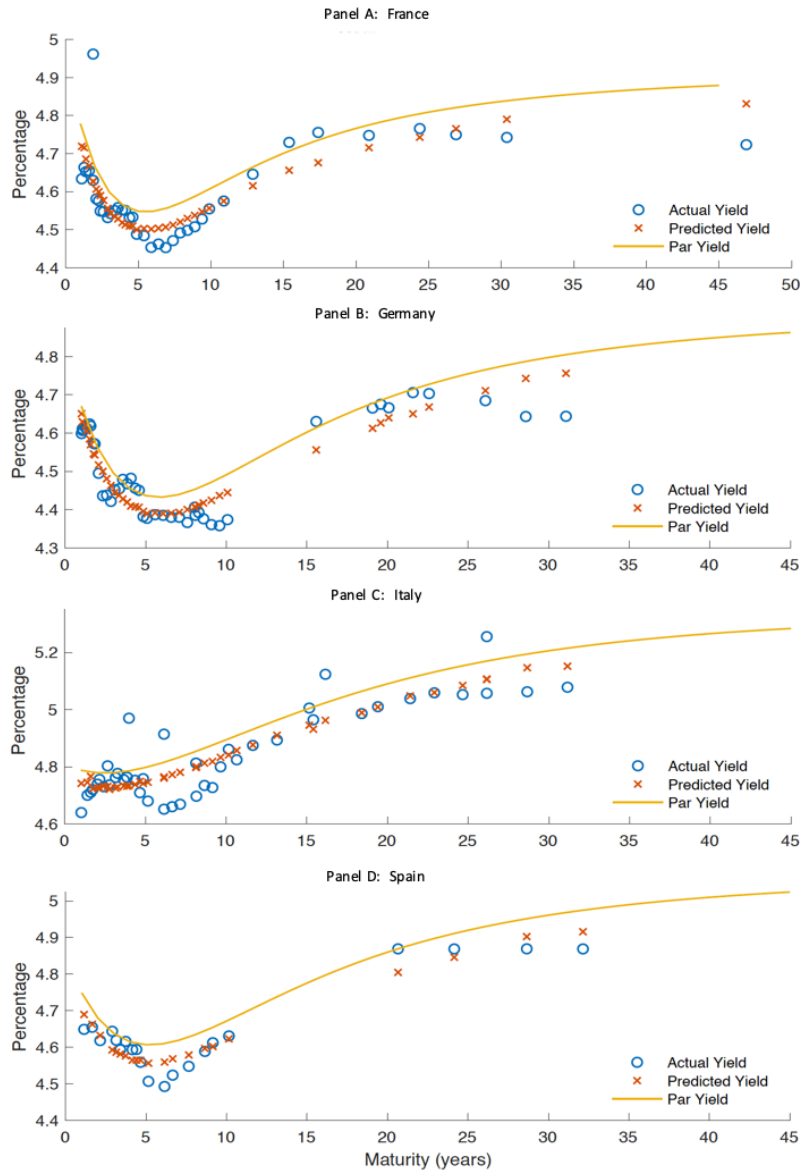 Panel A: France
5
4.9
4.8
4.7
4.6
4.5
4.4
Percentage
Actual Yield
Predicted Yield
Par Yield
0 5 10 15 20 25 30 35 40 45 50
Panel B: Germany
4.8
4.7
4.6
4.5
4.4
4.3
Percentage
Actual Yield
Predicted Yield
Par Yield
0 5 10 15 20 25 30 35 40 45
Panel C: Italy
5.2
5
4.8
4.6
Percentage
Actual Yield
Predicted Yield
Par Yield
0 5 10 15 20 25 30 35 40 45
Panel D: Spain
5
4.9
4.8
4.7
4.6
4.5
4.4
Percentage
Actual Yield
Predicted Yield
Par Yield
0 5 10 15 20 25 30 35 40 45
Maturity (years)